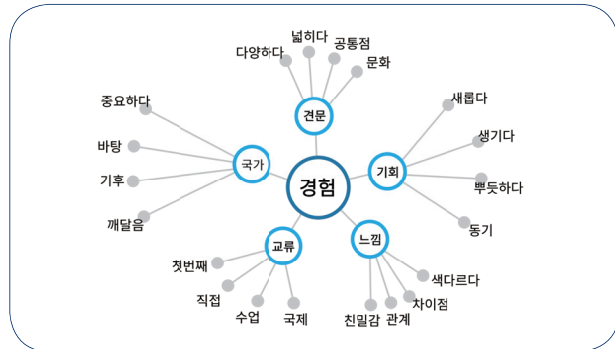 넓히다
다양하다
공통점
문화
견문
중요하다
바탕
기후
깨달음
국가
경험
새롭다
생기다
뿌듯하다
동기
기회
교류
첫번째
직접
수업
국제
느낌
색다르다
차이점
관계
친밀감